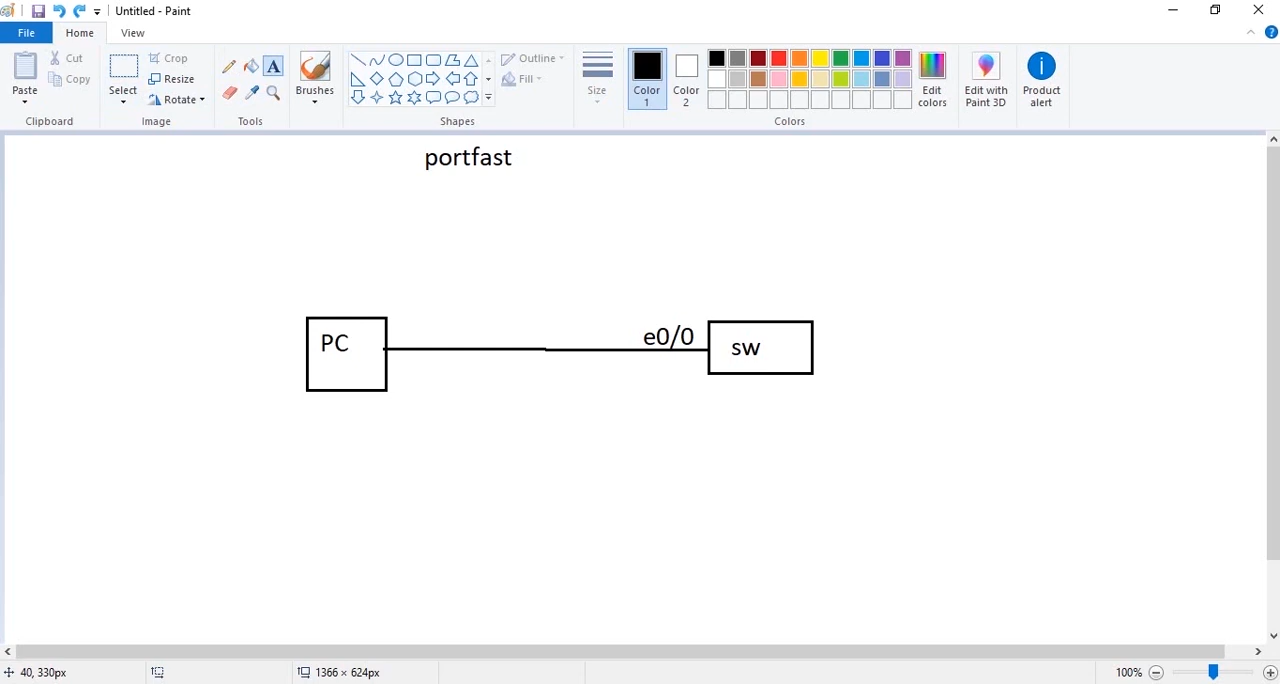 Untitled - Paint
File Home View
Paste
Cut
Copy
Clipboard
Select
Crop
Resize
Rotate
Image
A
Tools
Brushes
Outline
Fill
Shapes
Size
Color 1
Color 2
Edit colors
Colors
Edit with Paint 3D
Product alert
portfast
PC
e0/0
sw
40, 330px
1366 × 624px
100%